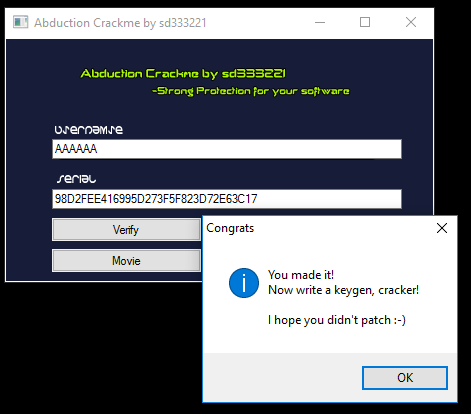 Abduction Crackme by sd333221
Abduction Crackme by sd333221
-Strong Protection for your software
username
AAAAAA
serial
98D2FEE416995D273F5F823D72E63C17
Verify
Movie
Congrats
You made it!
Now write a keygen, cracker!
I hope you didn't patch :-)
OK